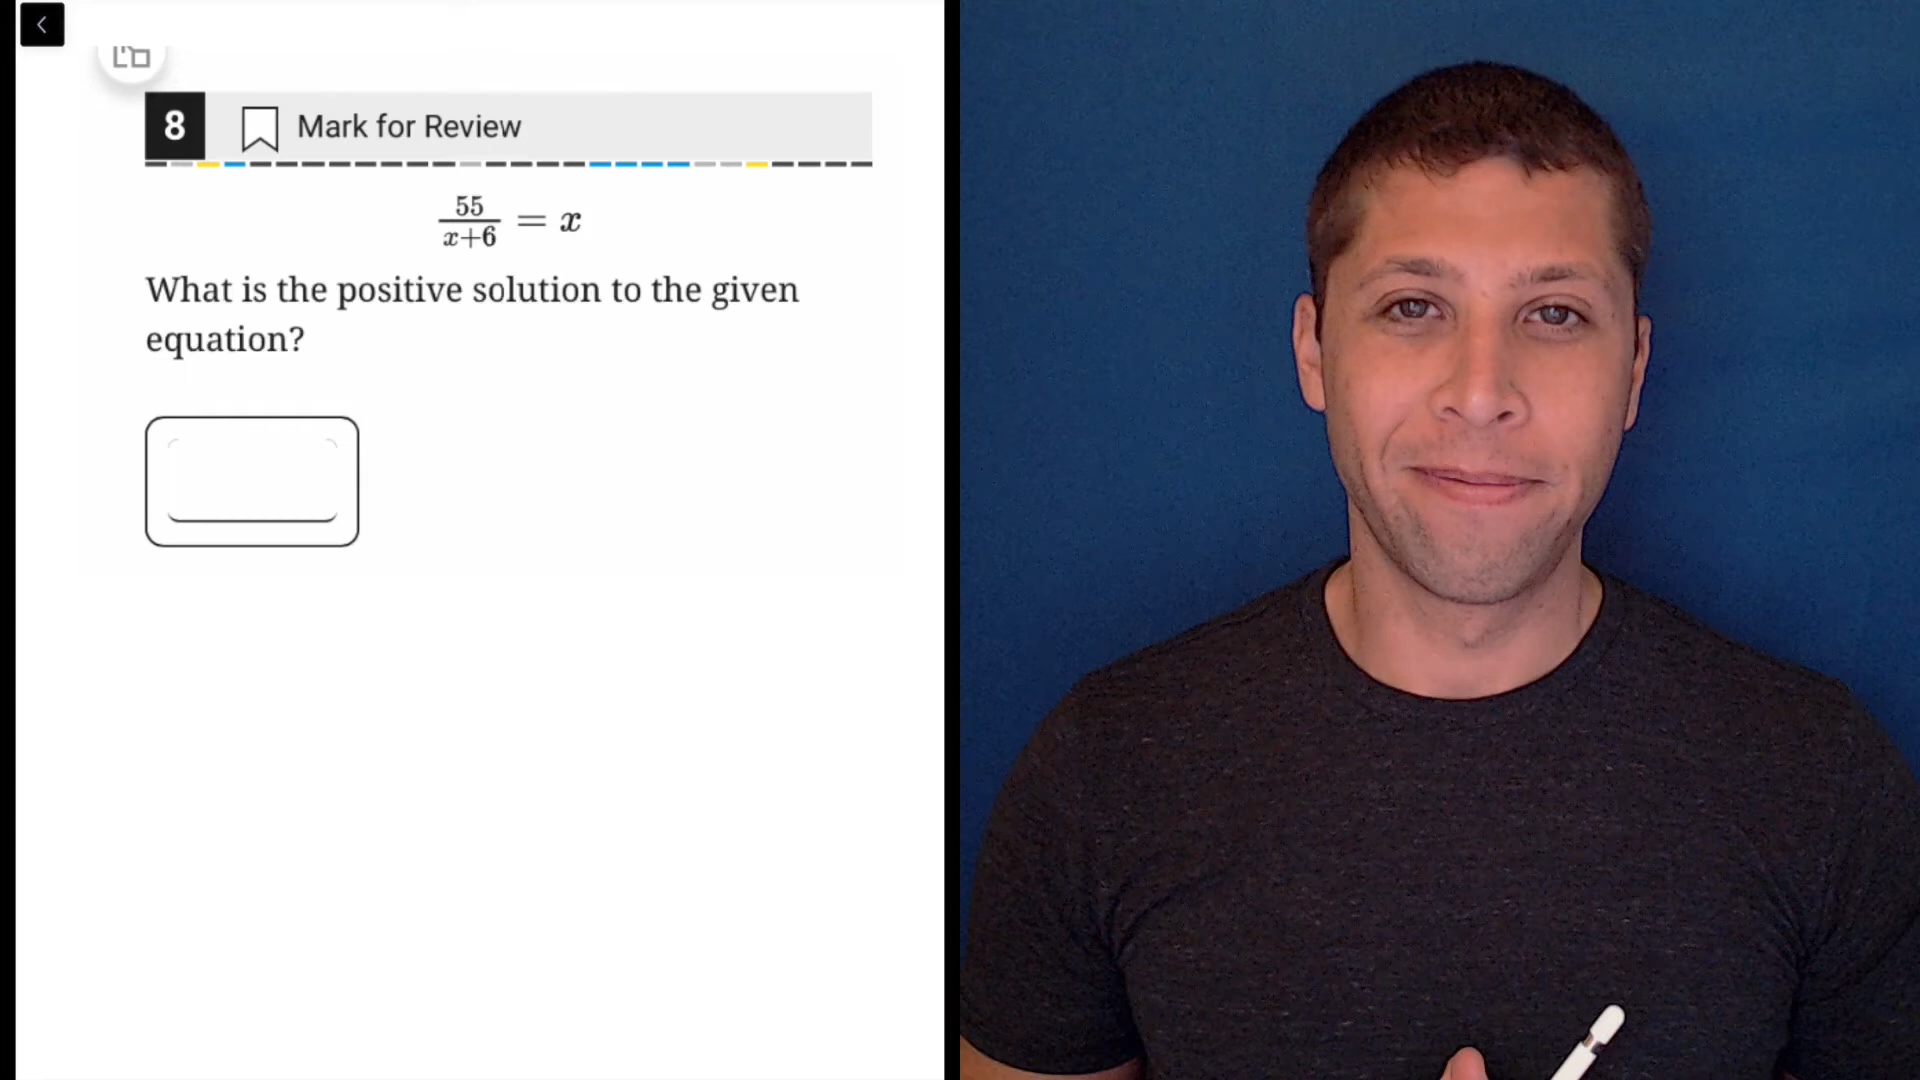 8 Mark for Review
55
x+6
= x
What is the positive solution to the given
equation?